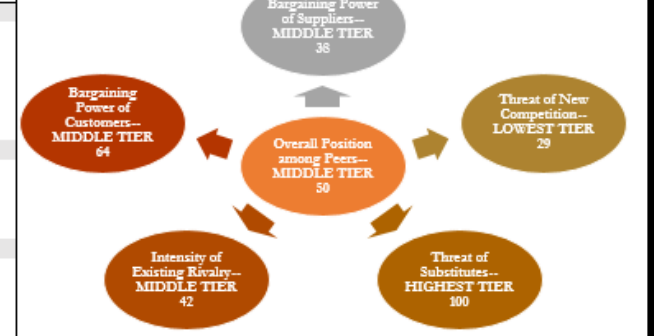 Bargaining Power
of Suppliers--
MIDDLE TIER
38
Bargaining
Power of
Customers--
MIDDLE TIER
64
Threat of New
Competition--
LOWEST TIER
29
Overall Position
among Peers--
MIDDLE TIER
50
Intensity of
Existing Rivalry--
MIDDLE TIER
42
Threat of
Substitutes--
HIGHEST TIER
100